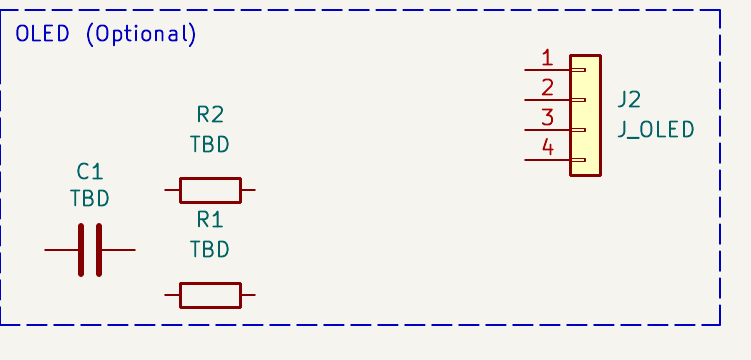 OLED (Optional)
1
2
3
4
J2
J_OLED
R2
TBD
C1
TBD
R1
TBD